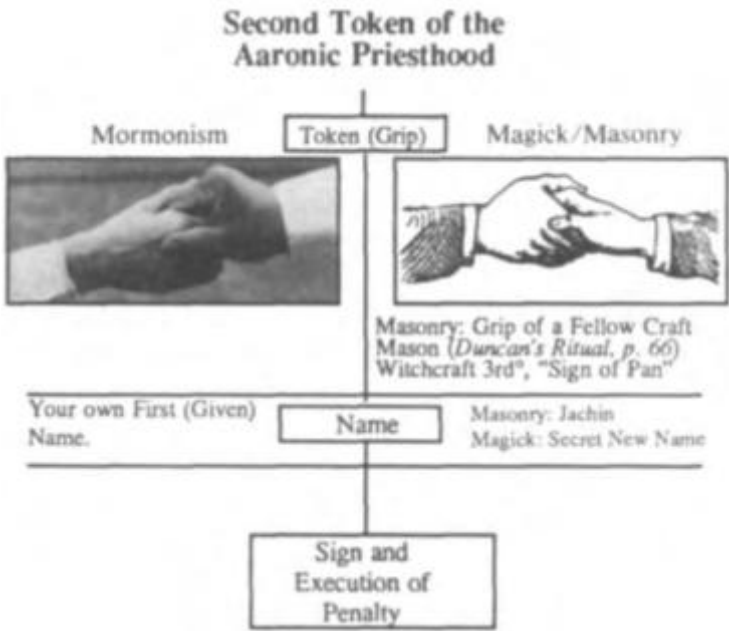 Second Token of the
Aaronic Priesthood
Mormonism
Token (Grip)
Magick/Masonry
Masonry: Grip of a Fellow Craft
Mason (Duncan's Ritual, p. 66)
Witchcraft 3rd°, "Sign of Pan"
Your own First (Given)
Name.
Name
Masonry: Jachin
Magick: Secret New Name
Sign and
Execution of
Penalty